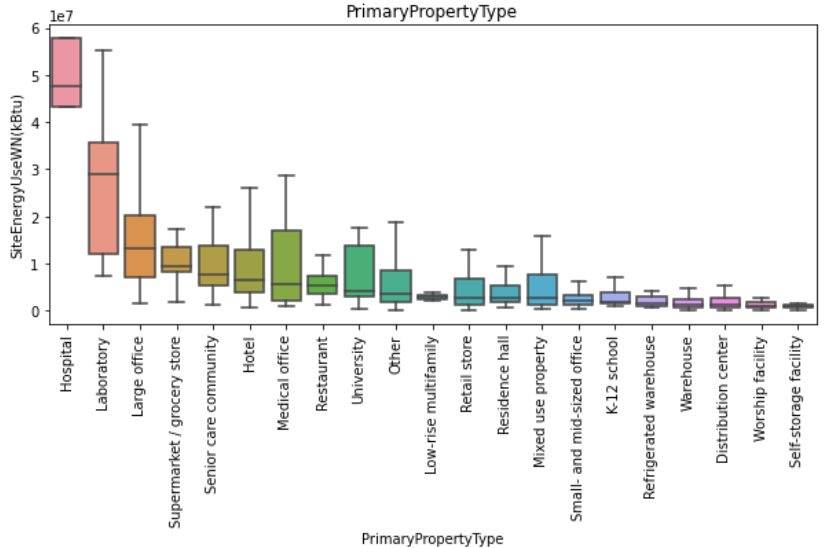 PrimaryPropertyType
1e7
6
5
4
3
2
1
0
SiteEnergyUseWN(kBtu)
Hospital
Laboratory
Large office
Supermarket / grocery store
Senior care community
Hotel
Medical office
Restaurant
University
Other
Low-rise multifamily
Retail store
Residence hall
Mixed use property
Small- and mid-sized office
K-12 school
Refrigerated warehouse
Warehouse
Distribution center
Worship facility
Self-storage facility
PrimaryPropertyType